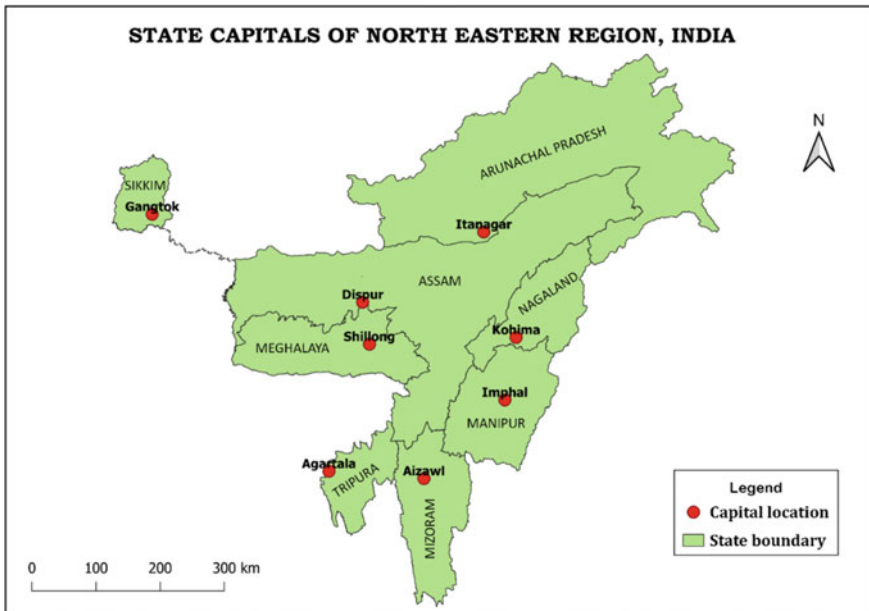 STATE CAPITALS OF NORTH EASTERN REGION, INDIA
N
ARUNACHAL PRADESH
SIKKIM
Gangtok
Itanagar
ASSAM
NAGALAND
Dispur
Kohima
Shillong
MEGHALAYA
Imphal
MANIPUR
Agartala
TRIPURA
Aizawl
MIZORAM
Legend
Capital location
State boundary
0 100 200 300 km